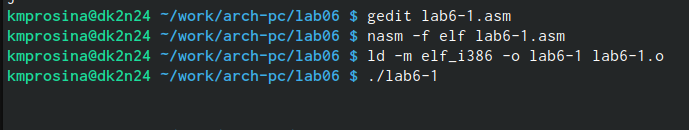 kmprosina@dk2n24 ~/work/arch-pc/lab06 $ gedit lab6-1.asm
kmprosina@dk2n24 ~/work/arch-pc/lab06 $ nasm -f elf lab6-1.asm
kmprosina@dk2n24 ~/work/arch-pc/lab06 $ ld -m elf_i386 -o lab6-1 lab6-1.o
kmprosina@dk2n24 ~/work/arch-pc/lab06 $ ./lab6-1